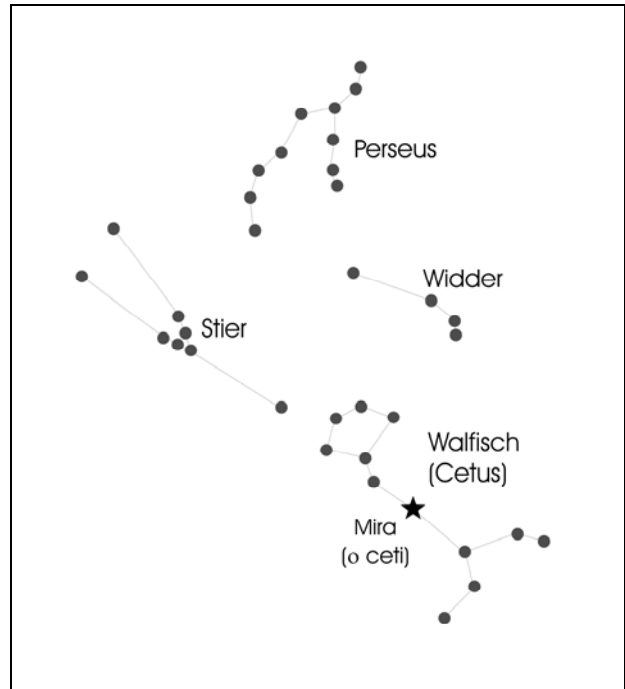 Perseus
Widder
Stier
Walfisch
(Cetus)
Mira
(o ceti)